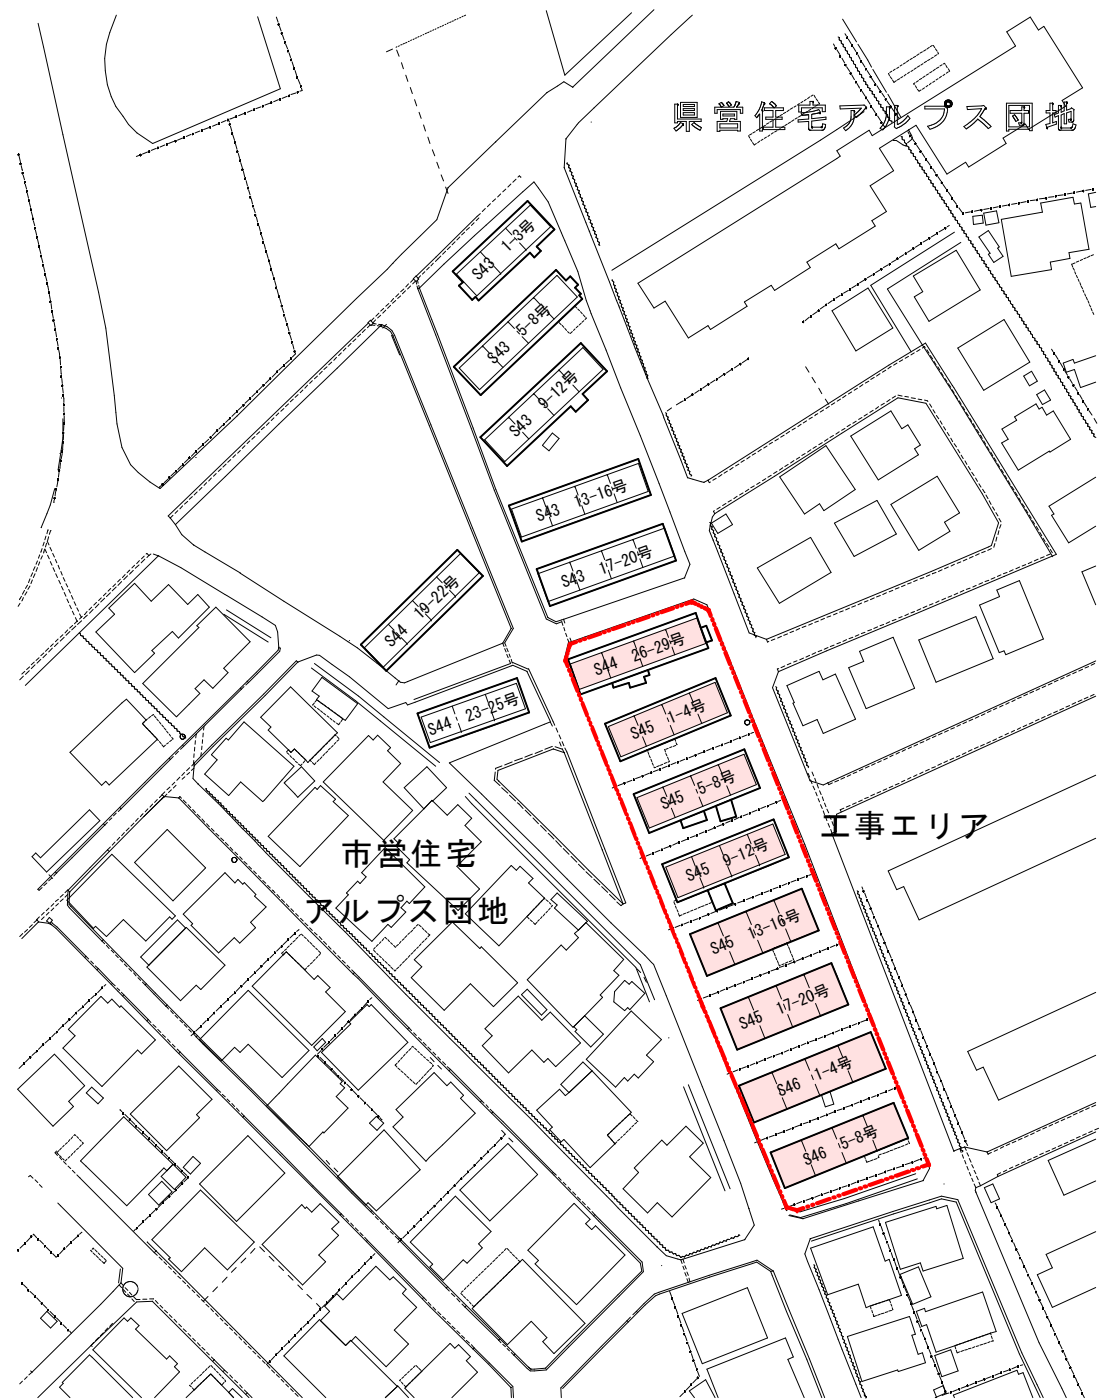 県営住宅アルプス団地
S43 1-3号
S43 5-8号
S43 9-12号
S43 13-16号
S43 17-20号
S44 19-22号
S44 26-29号
S44 23-25号
S45 1-4号
S45 5-8号
工事エリア
市営住宅
アルプス団地
S45 9-12号
S45 13-16号
S45 17-20号
S46 1-4号
S46 5-8号